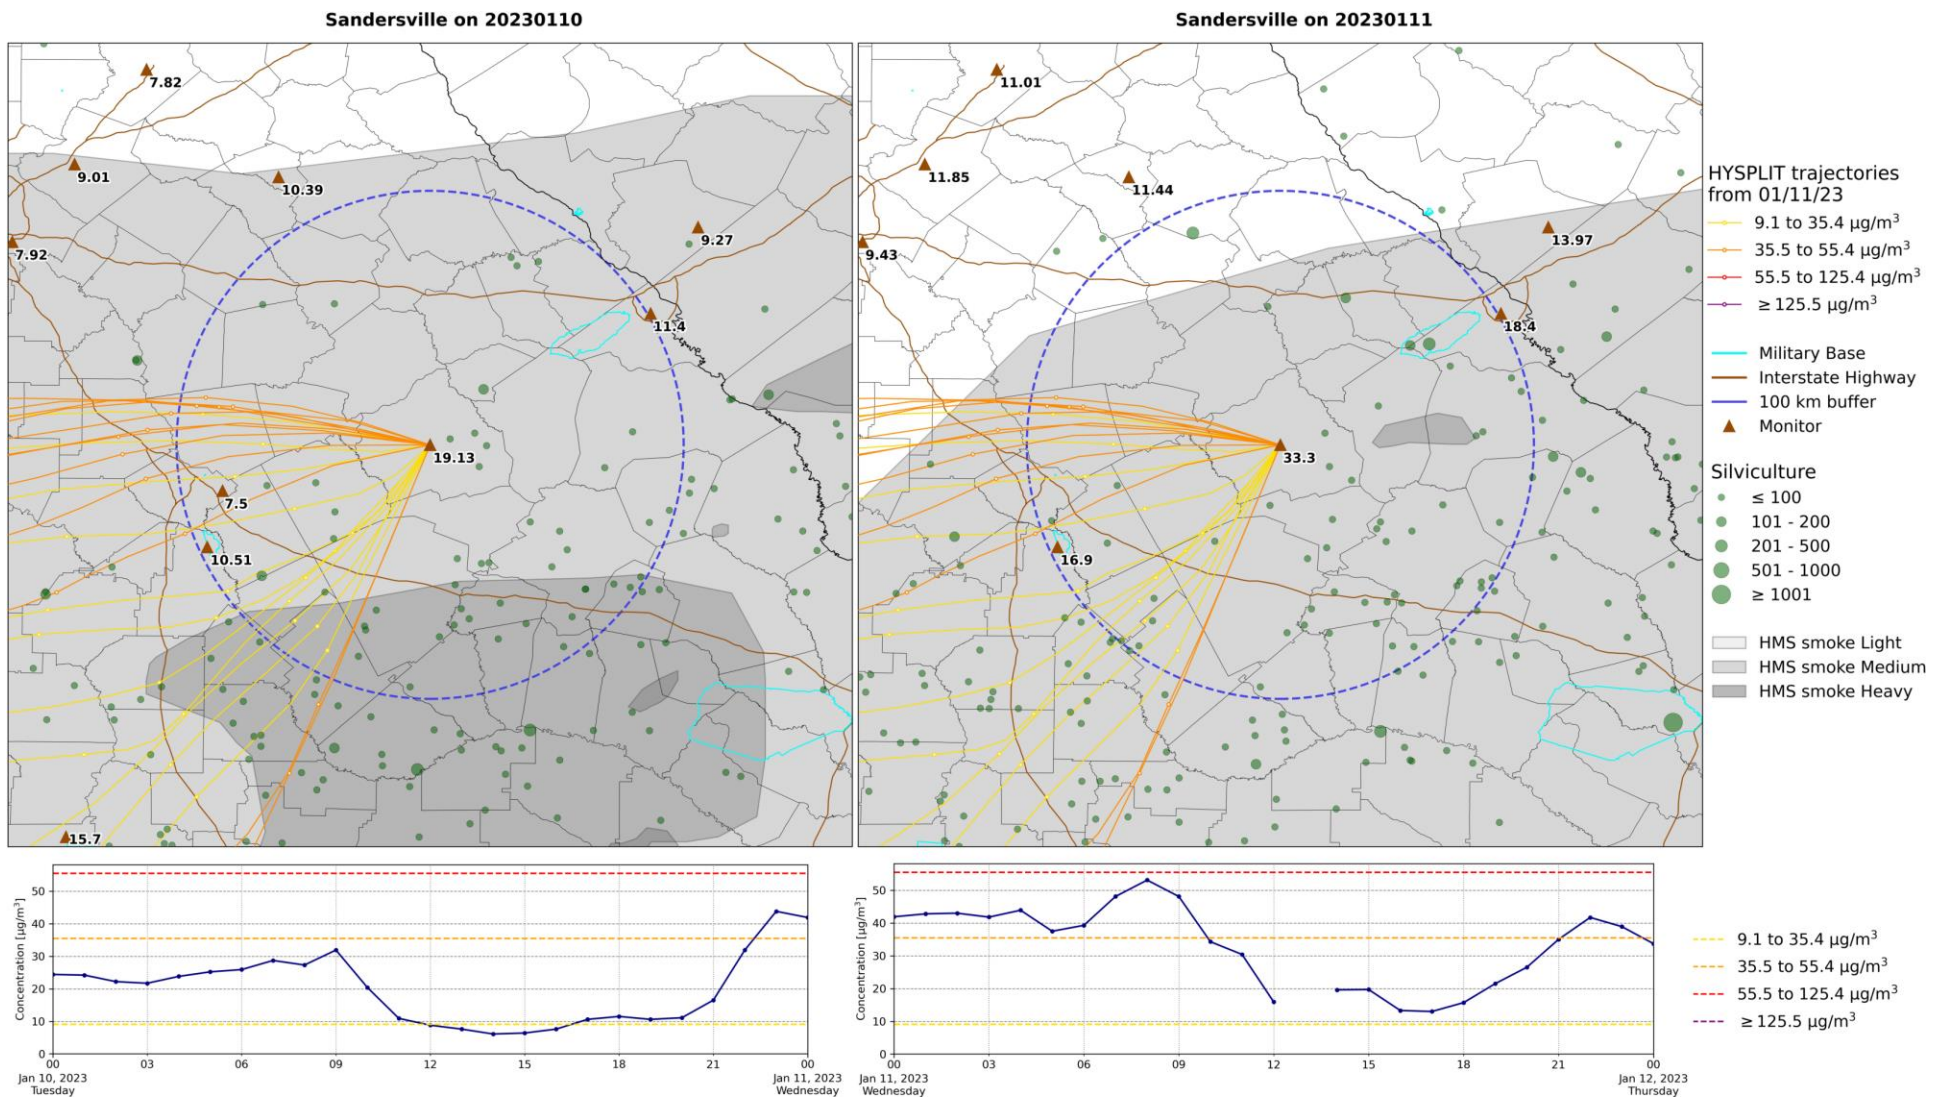 Sandersville on 20230110
7.82
9.01
10.39
7.92
9.27
11.4
19.13
7.5
10.51
15.7
Sandersville on 20230111
11.01
11.85
11.44
9.43
13.97
18.4
33.3
16.9
HYSPLIT trajectories
from 01/11/23
9.1 to 35.4 µg/m³
35.5 to 55.4 µg/m³
55.5 to 125.4 µg/m³
≥ 125.5 µg/m³
Military Base
Interstate Highway
100 km buffer
Monitor
Silviculture
≤ 100
101 - 200
201 - 500
501 - 1000
≥ 1001
HMS smoke Light
HMS smoke Medium
HMS smoke Heavy
Concentration [µg/m³]
50
40
30
20
10
0
00
03
06
09
12
15
18
21
00
Jan 10, 2023
Tuesday
Jan 11, 2023
Wednesday
Concentration [µg/m³]
50
40
30
20
10
0
00
03
06
09
12
15
18
21
00
Jan 11, 2023
Wednesday
Jan 12, 2023
Thursday
9.1 to 35.4 µg/m³
35.5 to 55.4 µg/m³
55.5 to 125.4 µg/m³
≥ 125.5 µg/m³